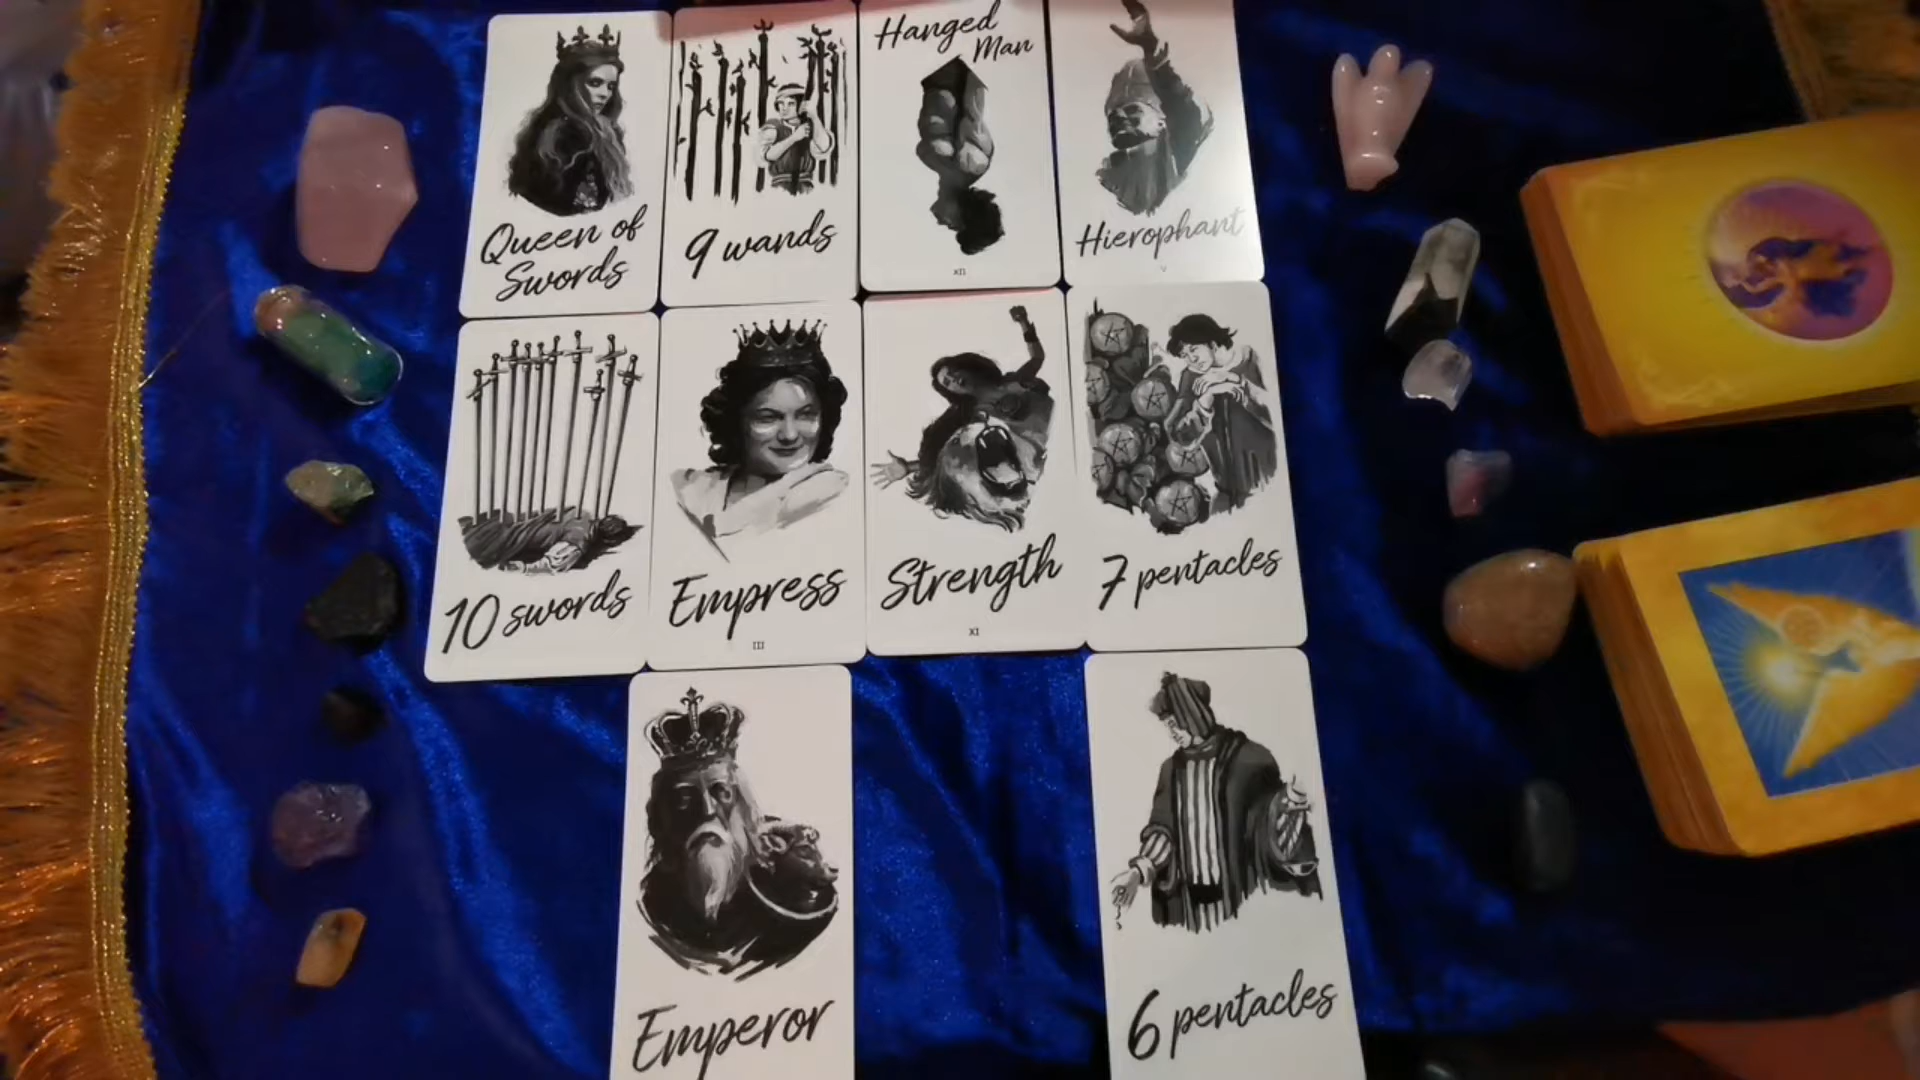 Hanged
Man
Queen of
Swords
9 wands
XII
Hierophant
V
10 swords
Empress
III
Strength
XI
7 pentacles
Emperor
6 pentacles